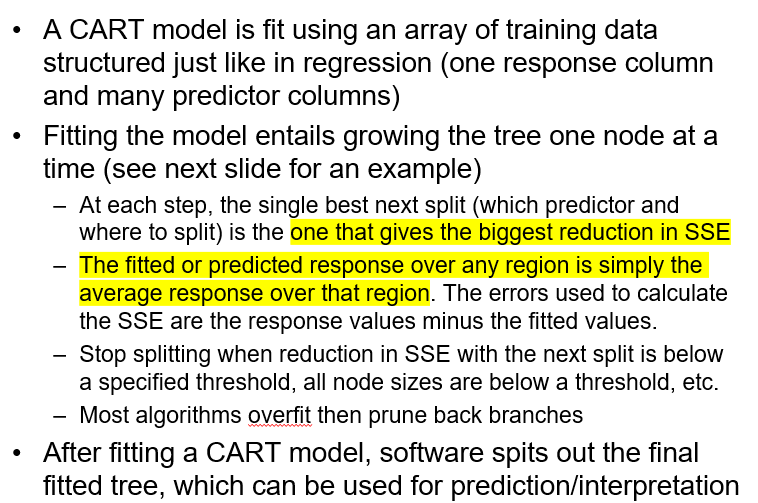 • A CART model is fit using an array of training data
structured just like in regression (one response column
and many predictor columns)
• Fitting the model entails growing the tree one node at a
time (see next slide for an example)
– At each step, the single best next split (which predictor and
where to split) is the one that gives the biggest reduction in SSE
– The fitted or predicted response over any region is simply the
average response over that region. The errors used to calculate
the SSE are the response values minus the fitted values.
– Stop splitting when reduction in SSE with the next split is below
a specified threshold, all node sizes are below a threshold, etc.
– Most algorithms overfit then prune back branches
• After fitting a CART model, software spits out the final
fitted tree, which can be used for prediction/interpretation